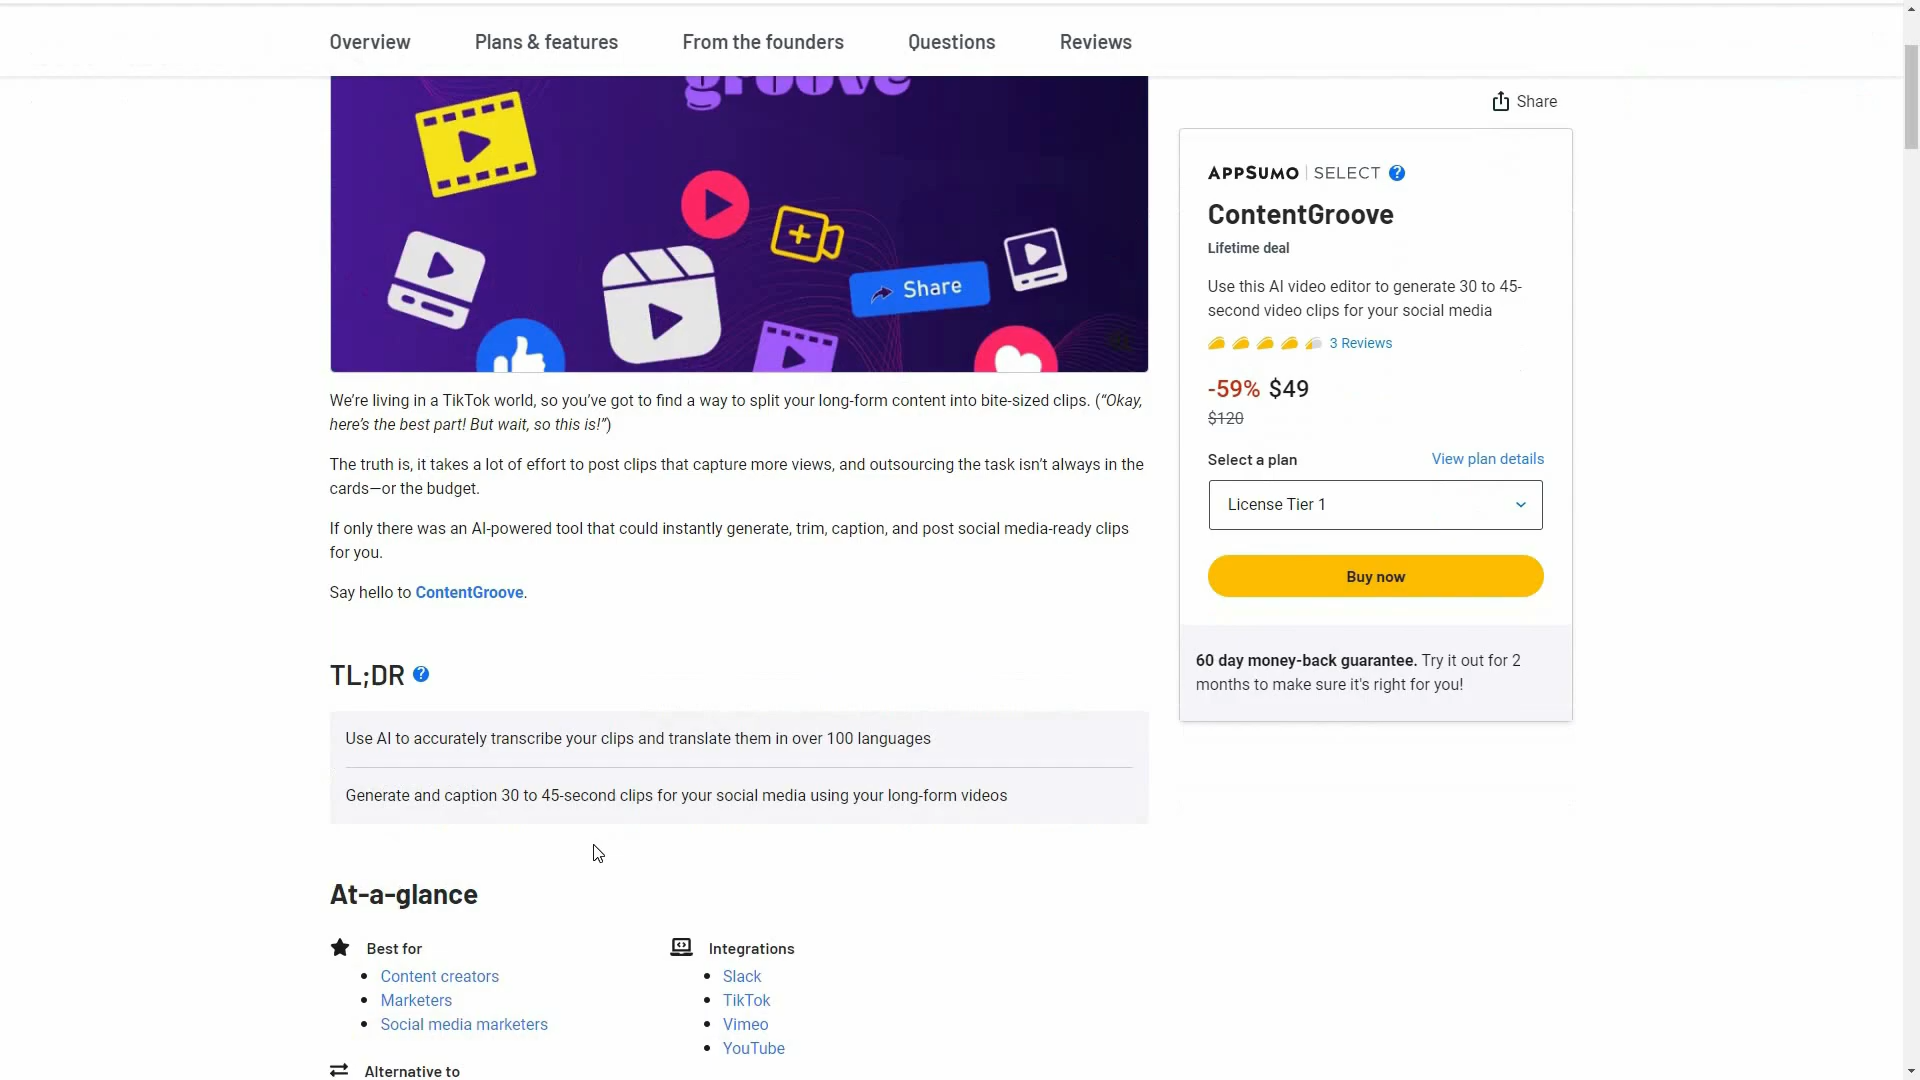 Overview
Plans & features
From the founders
Questions
Reviews
groove
Share
We're living in a TikTok world, so you've got to find a way to split your long-form content into bite-sized clips. (“Okay,
here's the best part! But wait, so this is!”)
The truth is, it takes a lot of effort to post clips that capture more views, and outsourcing the task isn't always in the
cards—or the budget.
If only there was an AI-powered tool that could instantly generate, trim, caption, and post social media-ready clips
for you.
Say hello to ContentGroove.
TL;DR ?
Use AI to accurately transcribe your clips and translate them in over 100 languages
Generate and caption 30 to 45-second clips for your social media using your long-form videos
At-a-glance
Best for
Content creators
Marketers
Social media marketers
Alternative to
Integrations
Slack
TikTok
Vimeo
YouTube
Share
APPSUMO | SELECT ?
ContentGroove
Lifetime deal
Use this AI video editor to generate 30 to 45-
second video clips for your social media
3 Reviews
-59% $49
$120
Select a plan
View plan details
License Tier 1
Buy now
60 day money-back guarantee. Try it out for 2
months to make sure it's right for you!